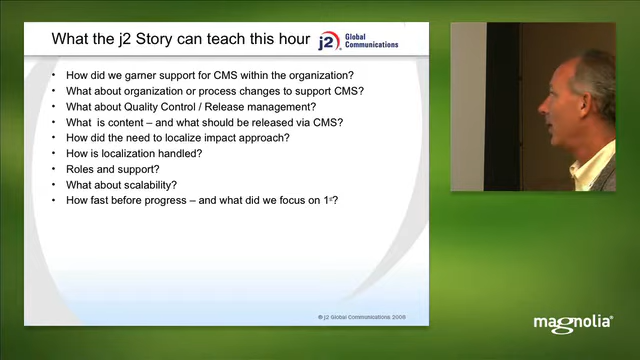 What the j2 Story can teach this hour
j2 Global Communications
• How did we garner support for CMS within the organization?
• What about organization or process changes to support CMS?
• What about Quality Control / Release management?
• What is content – and what should be released via CMS?
• How did the need to localize impact approach?
• How is localization handled?
• Roles and support?
• What about scalability?
• How fast before progress – and what did we focus on 1st?
© j2 Global Communications 2009
magnolia®